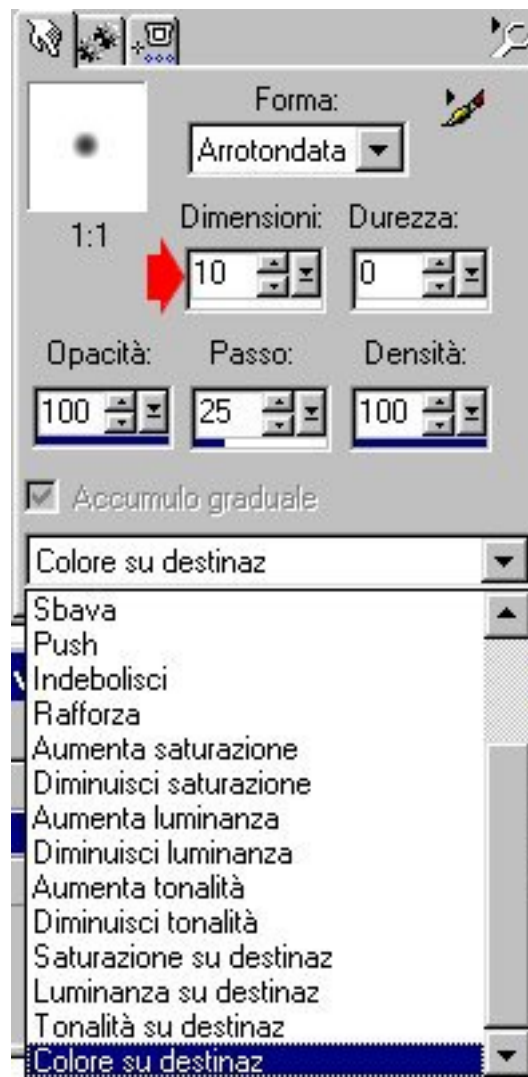 Forma:
Arrotondata
1:1
Dimensioni: Durezza:
10 0
Opacità: Passo: Densità:
100 25 100
Accumulo graduale
Colore su destinaz
Sbava
Push
Indebolisci
Rafforza
Aumenta saturazione
Diminuisci saturazione
Aumenta luminanza
Diminuisci luminanza
Aumenta tonalità
Diminuisci tonalità
Saturazione su destinaz
Luminanza su destinaz
Tonalità su destinaz
Colore su destinaz